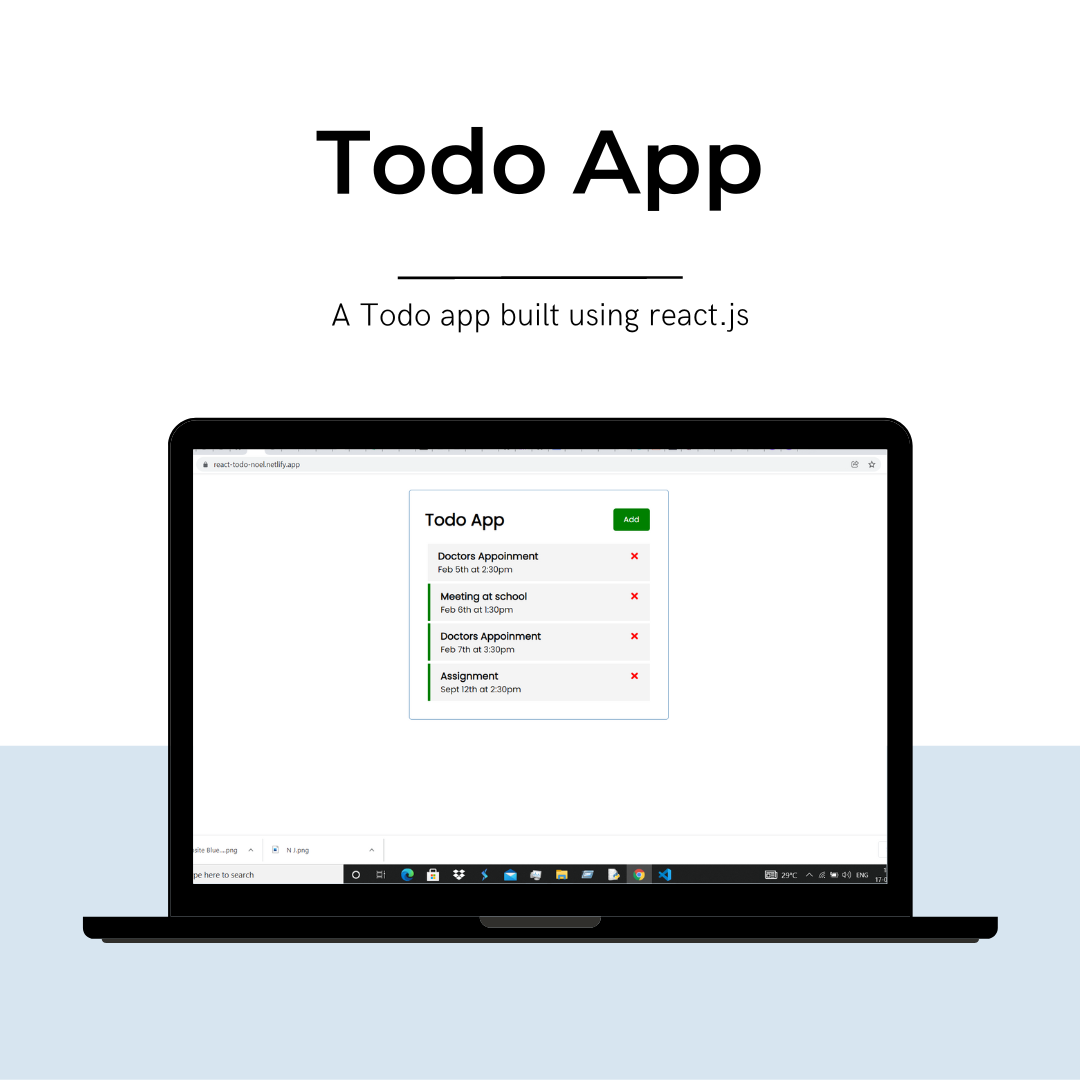 Todo App
A Todo app built using react.js
react-todo-noel.netlify.app
Todo App
Add
Doctors Appoinment
Feb 5th at 2:30pm
Meeting at school
Feb 6th at 1:30pm
Doctors Appoinment
Feb 7th at 3:30pm
Assignment
Sept 12th at 2:30pm
site Blue....png
N J.png
pe here to search
29°C
ENG
17-0